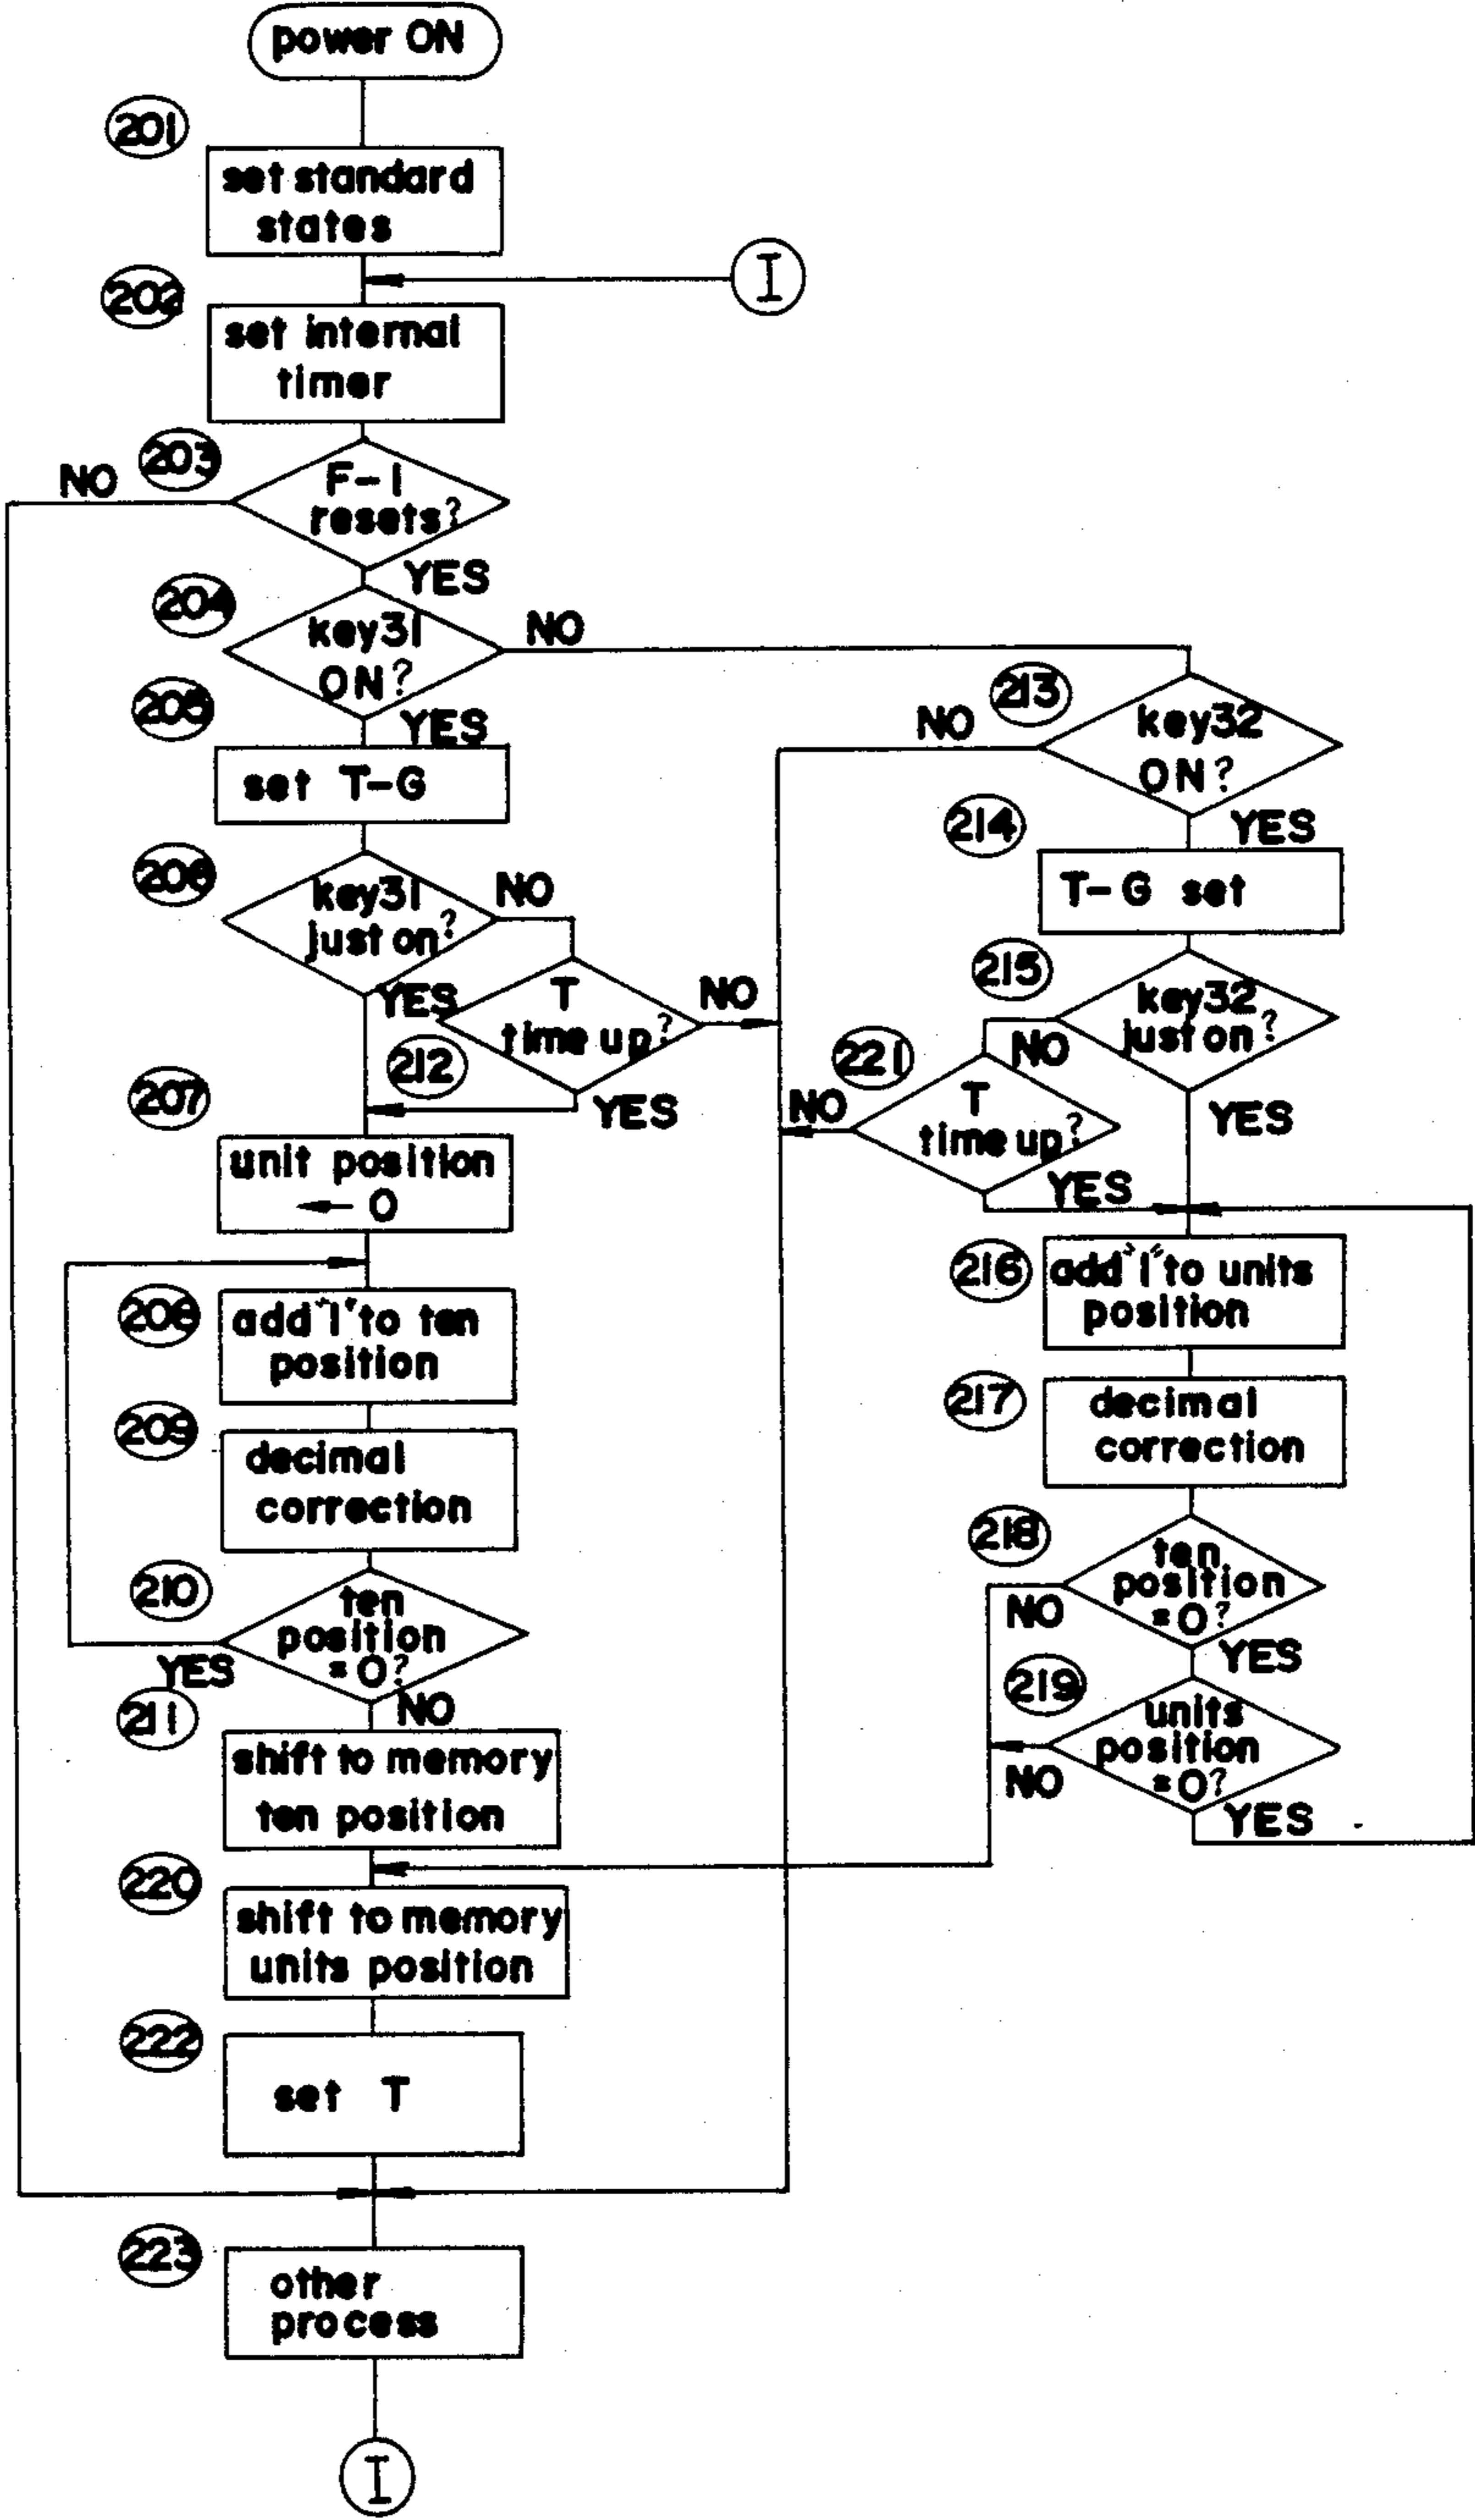 power ON
201
set standard
states
I
202
set internal
timer
203
NO
F-1
resets?
YES
204
key31
ON?
NO
205
YES
set T-G
213
NO
key32
ON?
YES
214
T-G set
206
key31
just on?
NO
YES
T
time up?
NO
212
YES
215
key32
just on?
NO
YES
221
T
time up?
NO
YES
207
unit position
← 0
208
add "1" to ten
position
209
decimal
correction
210
ten
position
=0?
YES
NO
216
add "1" to units
position
217
decimal
correction
218
ten
position
=0?
NO
YES
219
units
position
=0?
NO
YES
211
shift to memory
ten position
220
shift to memory
units position
222
set T
223
other
process
I